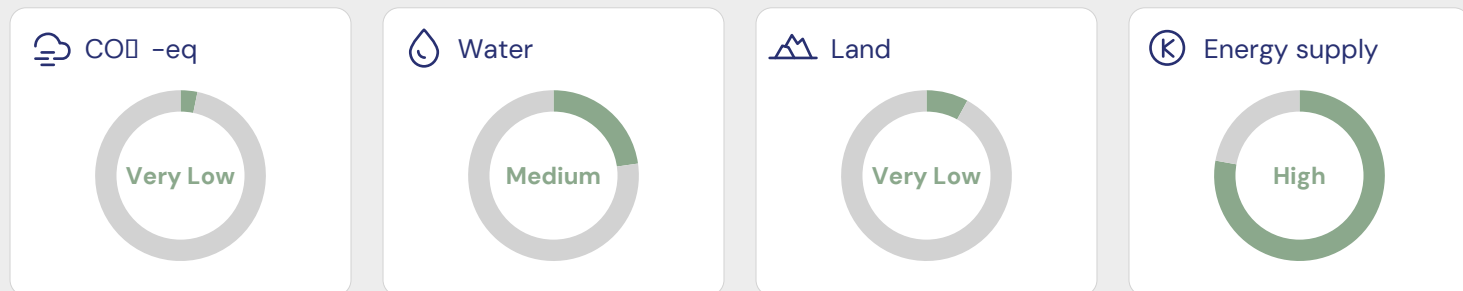 CO▯ -eq
Water
Land
Energy supply
Very Low
Medium
Very Low
High